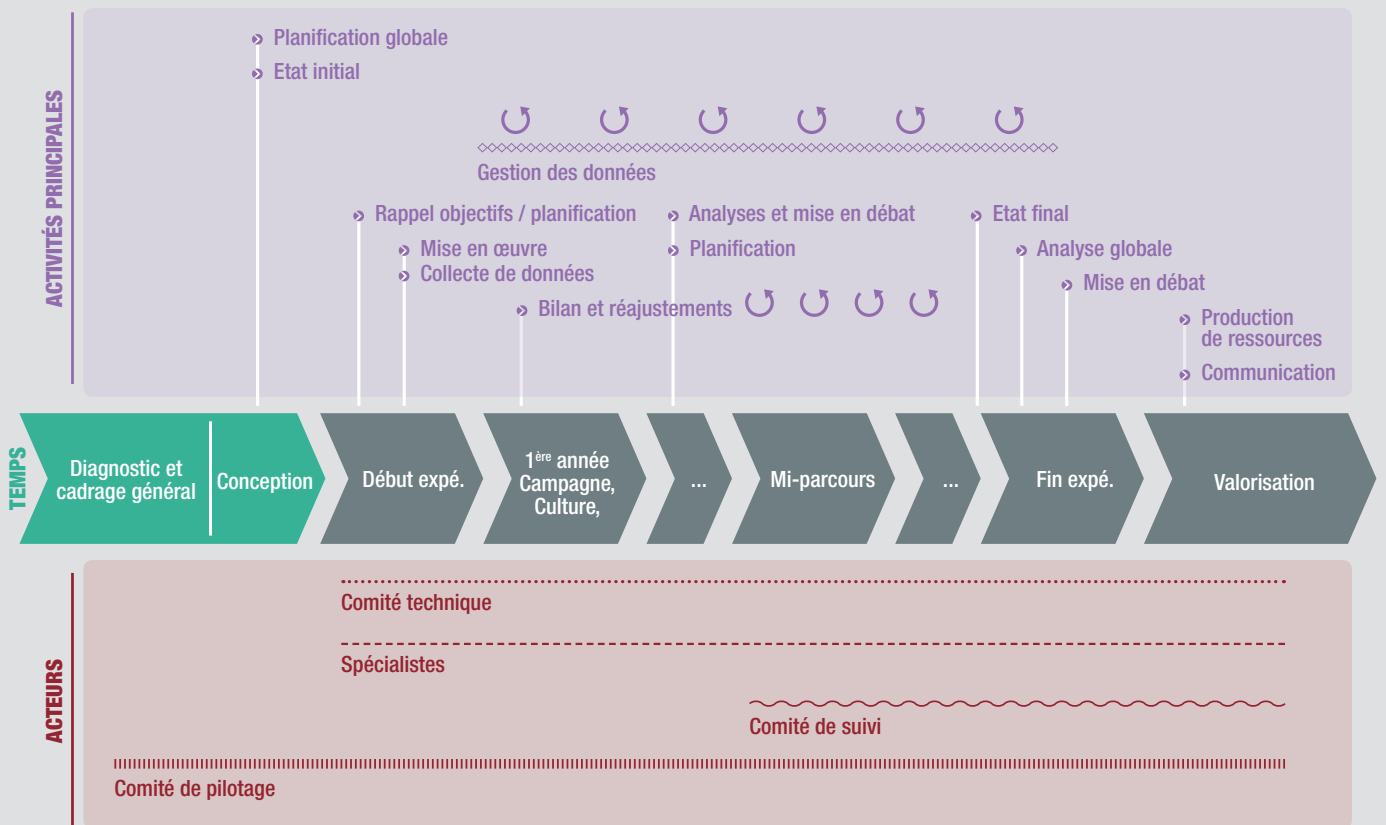 ACTIVITÉS PRINCIPALES
Planification globale
Etat initial
Gestion des données
Rappel objectifs / planification
Mise en œuvre
Collecte de données
Bilan et réajustements
Analyses et mise en débat
Planification
Etat final
Analyse globale
Mise en débat
Production
de ressources
Communication
TEMPS
Diagnostic et
cadrage général
Conception
Début expé.
1ère année
Campagne,
Culture,
...
Mi-parcours
...
Fin expé.
Valorisation
ACTEURS
Comité technique
Spécialistes
Comité de suivi
Comité de pilotage